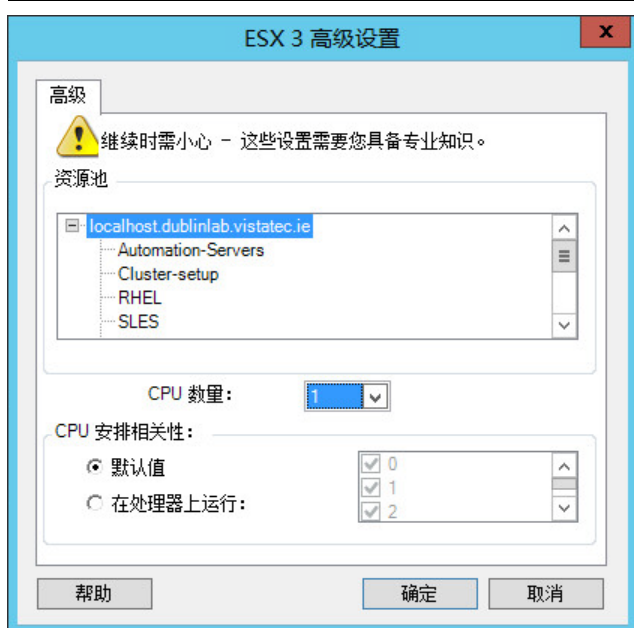 ESX 3 高级设置
x
高级
继续时需小心 - 这些设置需要您具备专业知识。
资源池
localhost.dublinlab.vistatec.ie
Automation-Servers
Cluster-setup
RHEL
SLES
CPU 数量:
1
CPU 安排相关性:
默认值
0
1
在处理器上运行:
2
帮助
确定
取消